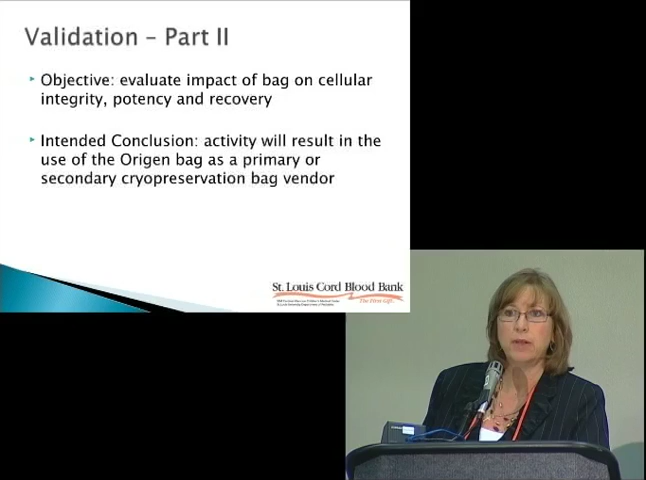 Validation – Part II
Objective: evaluate impact of bag on cellular
integrity, potency and recovery
Intended Conclusion: activity will result in the
use of the Origen bag as a primary or
secondary cryopreservation bag vendor
St. Louis Cord Blood Bank
The First Gift